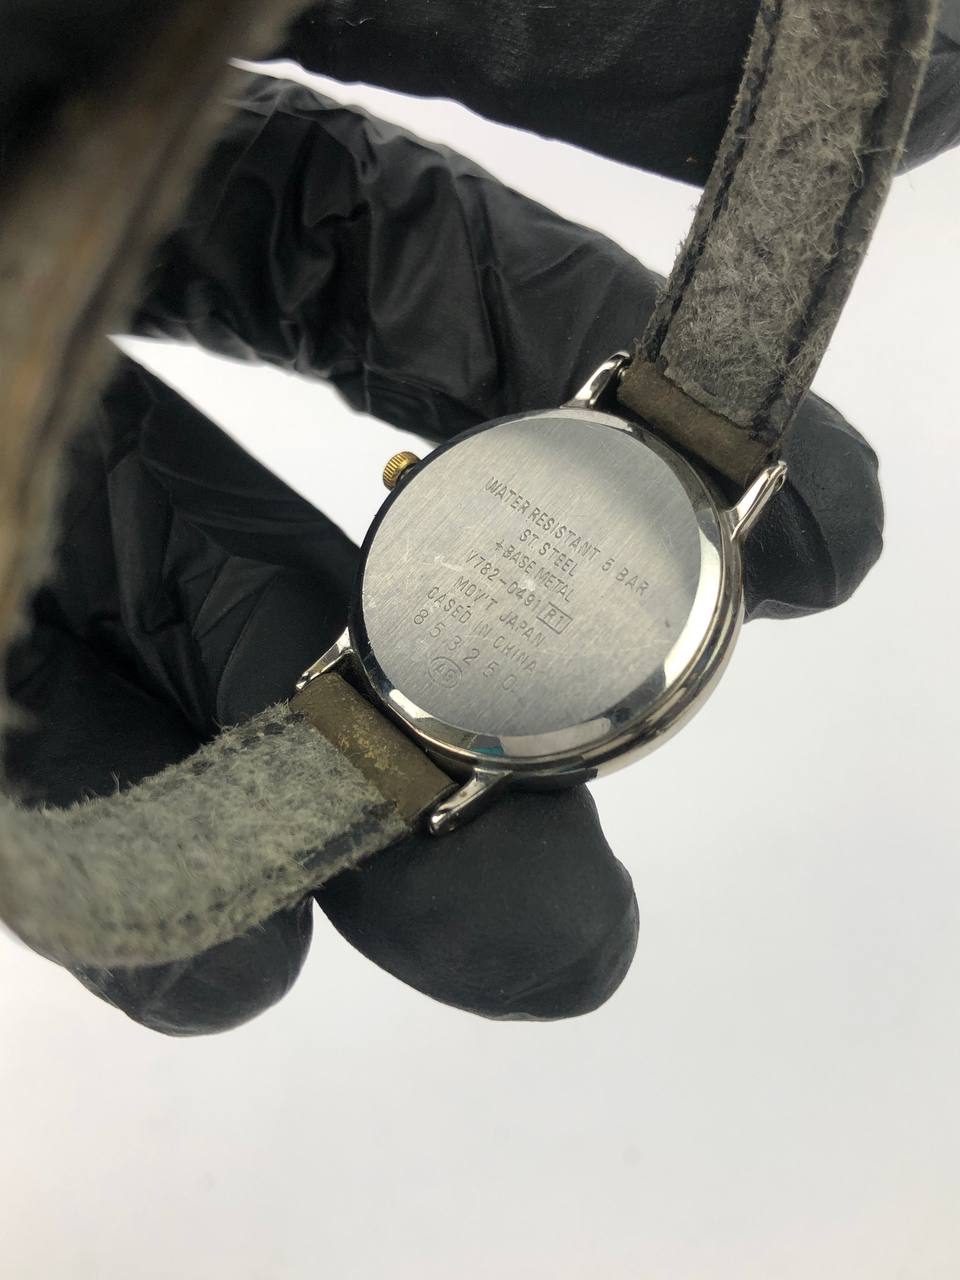 WATER RESISTANT 5 BAR
ST. STEEL
+BASE METAL
V782-0491 R1
MOV'T JAPAN
CASED IN CHINA
853250